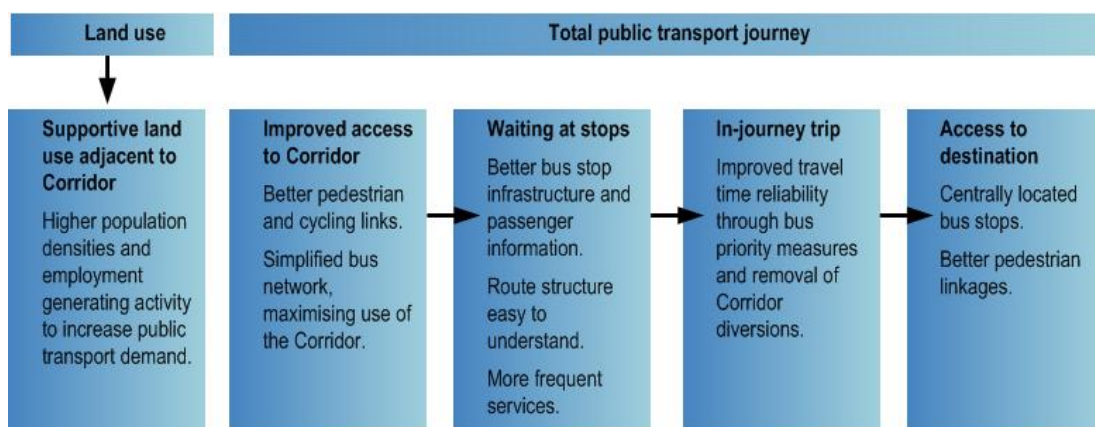 Land use
Total public transport journey
Supportive land
use adjacent to
Corridor
Higher population
densities and
employment
generating activity
to increase public
transport demand.
Improved access
to Corridor
Better pedestrian
and cycling links.
Simplified bus
network,
maximising use of
the Corridor.
Waiting at stops
Better bus stop
infrastructure and
passenger
information.
Route structure
easy to
understand.
More frequent
services.
In-journey trip
Improved travel
time reliability
through bus
priority measures
and removal of
Corridor
diversions.
Access to
destination
Centrally located
bus stops.
Better pedestrian
linkages.